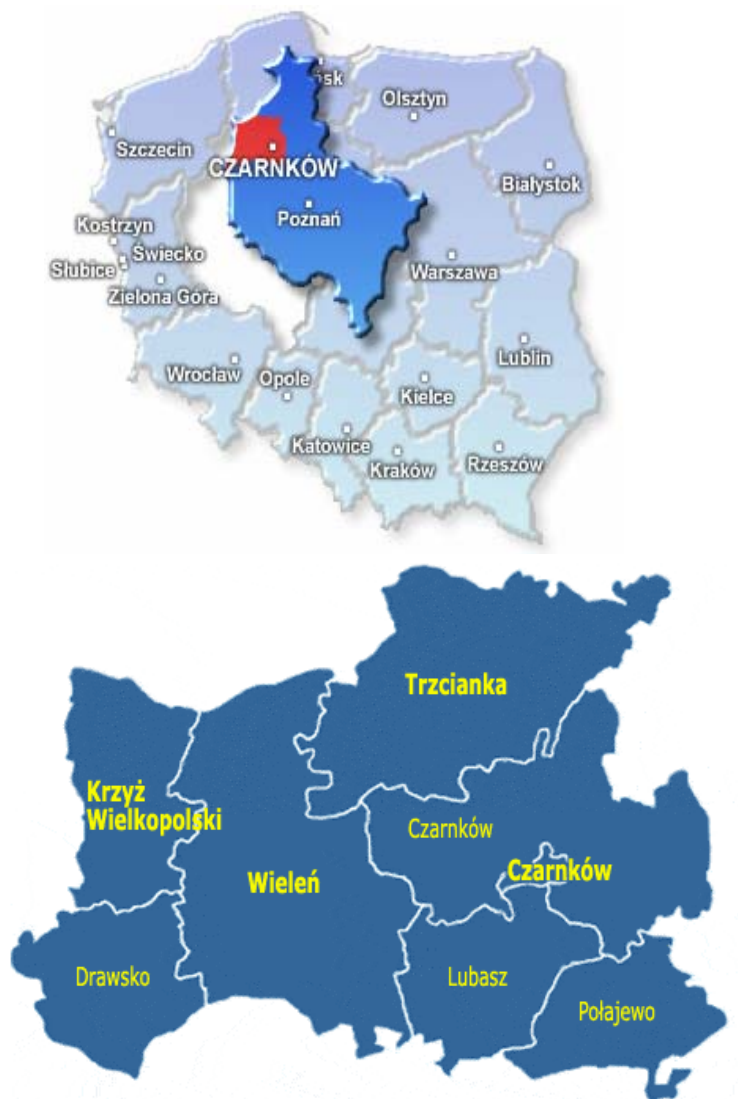 ńsk
Olsztyn
Szczecin
CZARNKÓW
Białystok
Poznań
Kostrzyn
Świecko
Słubice
Warszawa
Zielona Góra
Lublin
Wrocław
Opole
Kielce
Katowice
Kraków
Rzeszów
Trzcianka
Krzyż
Wielkopolski
Czarnków
Czarnków
Wieleń
Drawsko
Lubasz
Połajewo